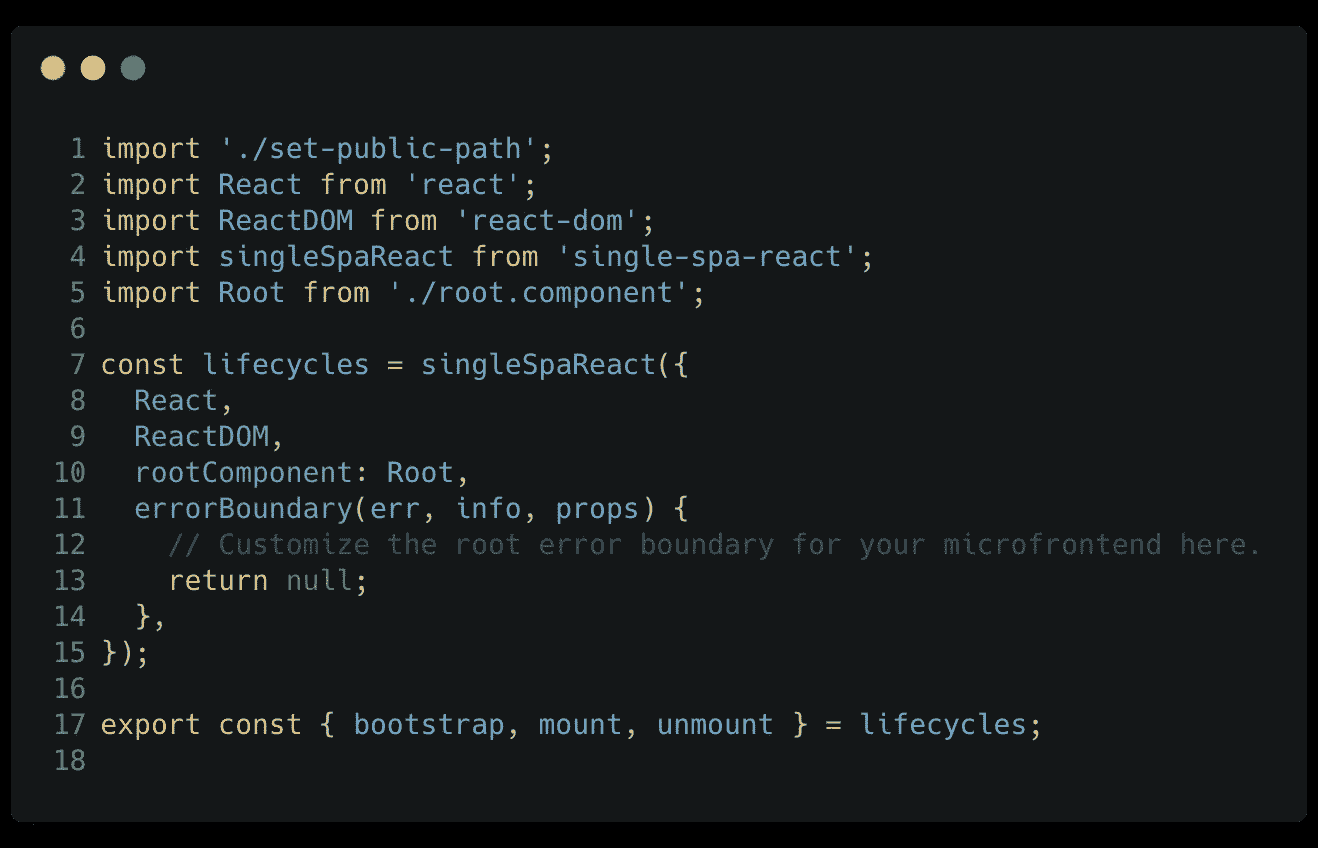 1 import './set-public-path';
2 import React from 'react';
3 import ReactDOM from 'react-dom';
4 import singleSpaReact from 'single-spa-react';
5 import Root from './root.component';
6
7 const lifecycles = singleSpaReact({
8   React,
9   ReactDOM,
10   rootComponent: Root,
11   errorBoundary(err, info, props) {
12     // Customize the root error boundary for your microfrontend here.
13     return null;
14   },
15 });
16
17 export const { bootstrap, mount, unmount } = lifecycles;
18